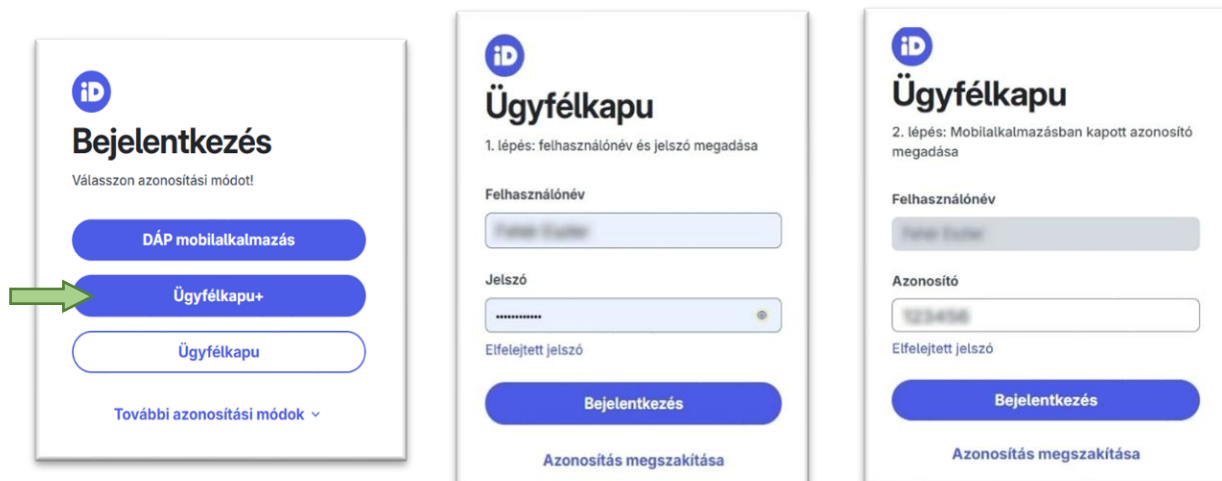 iD
Bejelentkezés
Válasszon azonosítási módot!
DÁP mobilalkalmazás
Ügyfélkapu+
Ügyfélkapu
További azonosítási módok
iD
Ügyfélkapu
1. lépés: felhasználónév és jelszó megadása
Felhasználónév
Jelszó
Elfelejtett jelszó
Bejelentkezés
Azonosítás megszakítása
iD
Ügyfélkapu
2. lépés: Mobilalkalmazásban kapott azonosító
megadása
Felhasználónév
Azonosító
123456
Elfelejtett jelszó
Bejelentkezés
Azonosítás megszakítása